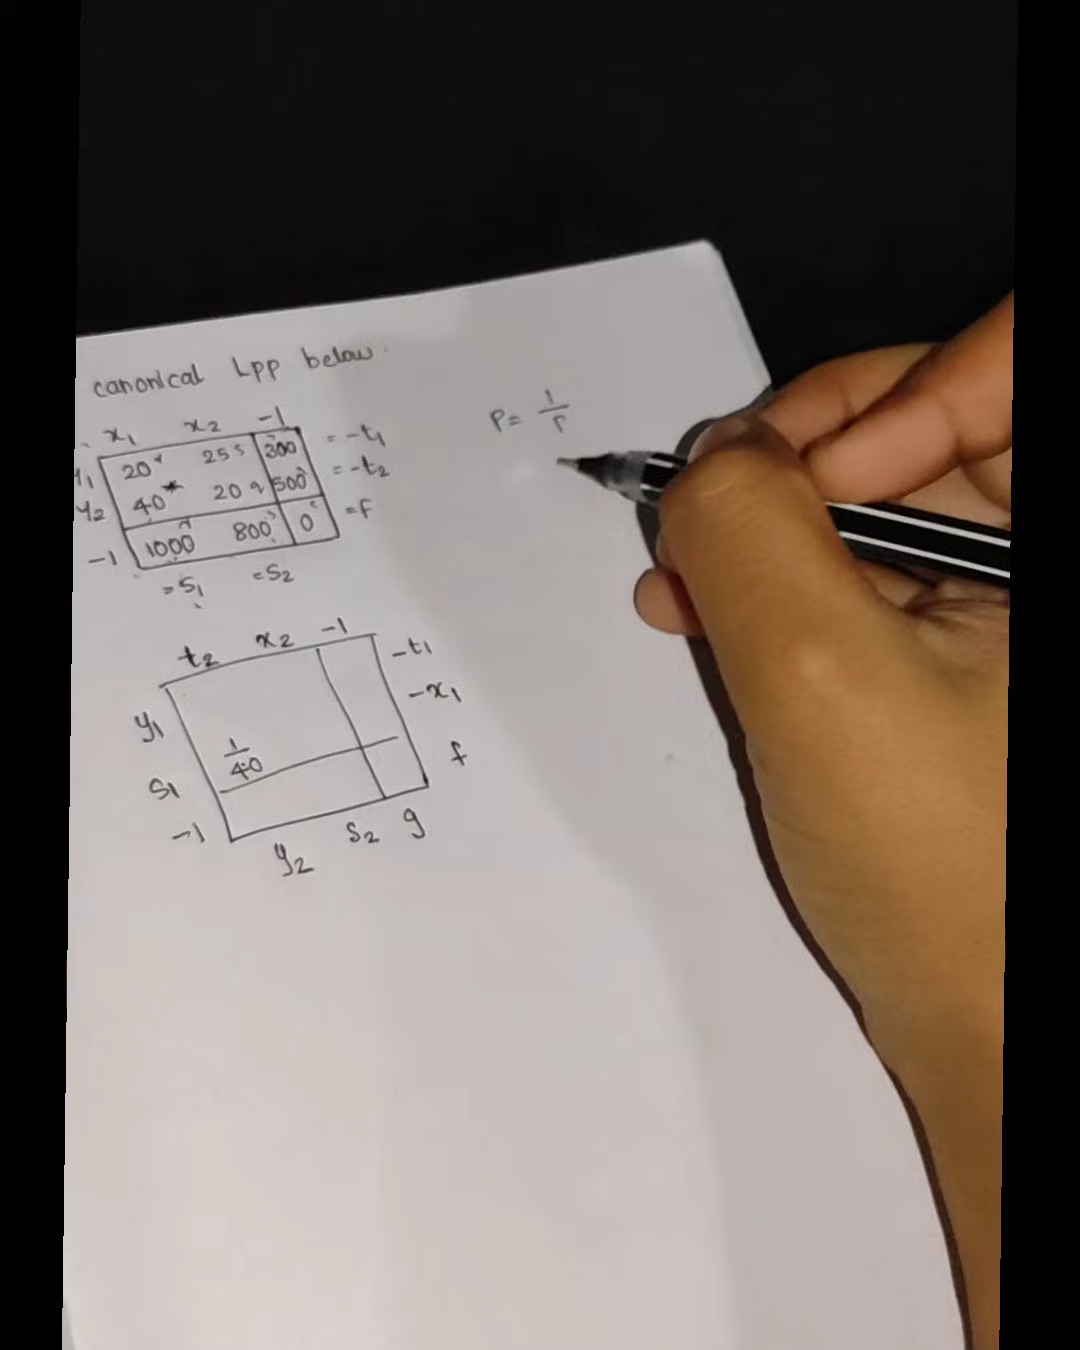 canonical Lpp below.
x₁ x₂ -1
y₁ 20 25 300 = -t₁
y₂ 40* 20 500 = -t₂
-1 1000 800 0 = f
= s₁ = s₂
P = 1/P
t₂ x₂ -1
y₁ -t₁
s₁ 1/40 -x₁
-1 f
y₂ s₂ g